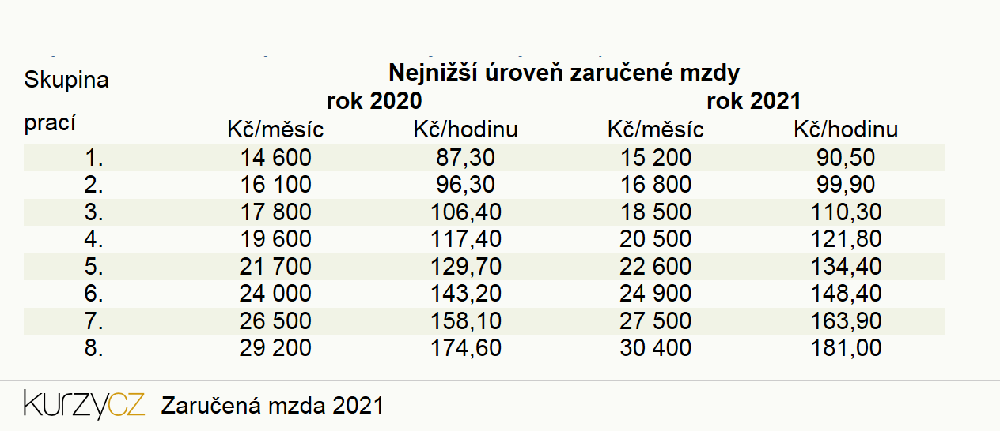 Skupina
prací
Nejnižší úroveň zaručené mzdy
rok 2020 rok 2021
Kč/měsíc Kč/hodinu Kč/měsíc Kč/hodinu
1. 14 600 87,30 15 200 90,50
2. 16 100 96,30 16 800 99,90
3. 17 800 106,40 18 500 110,30
4. 19 600 117,40 20 500 121,80
5. 21 700 129,70 22 600 134,40
6. 24 000 143,20 24 900 148,40
7. 26 500 158,10 27 500 163,90
8. 29 200 174,60 30 400 181,00
kurzycz Zaručená mzda 2021